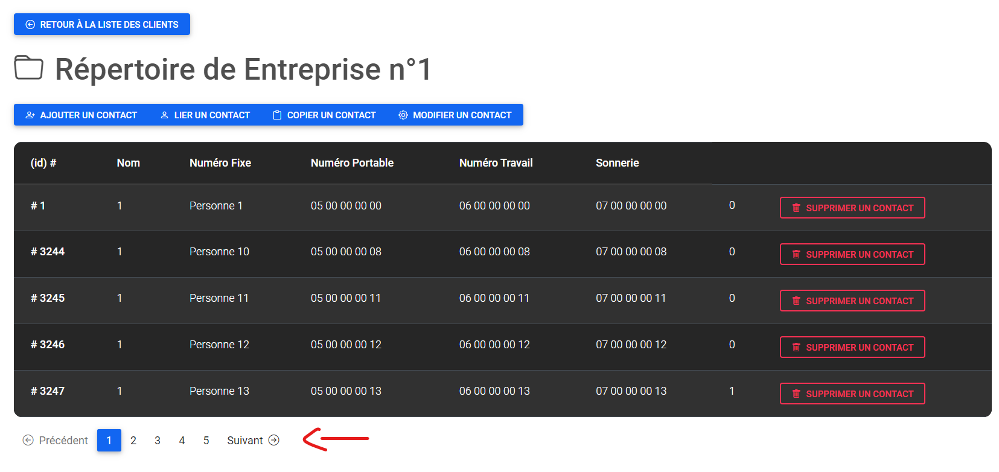 RETOUR À LA LISTE DES CLIENTS
Répertoire de Entreprise n°1
AJOUTER UN CONTACT LIER UN CONTACT COPIER UN CONTACT MODIFIER UN CONTACT
(id) # Nom Numéro Fixe Numéro Portable Numéro Travail Sonnerie
# 1 1 Personne 1 05 00 00 00 00 06 00 00 00 00 07 00 00 00 00 0 SUPPRIMER UN CONTACT
# 3244 1 Personne 10 05 00 00 00 08 06 00 00 00 08 07 00 00 00 08 0 SUPPRIMER UN CONTACT
# 3245 1 Personne 11 05 00 00 00 11 06 00 00 00 11 07 00 00 00 11 0 SUPPRIMER UN CONTACT
# 3246 1 Personne 12 05 00 00 00 12 06 00 00 00 12 07 00 00 00 12 0 SUPPRIMER UN CONTACT
# 3247 1 Personne 13 05 00 00 00 13 06 00 00 00 13 07 00 00 00 13 1 SUPPRIMER UN CONTACT
Précédent 1 2 3 4 5 Suivant